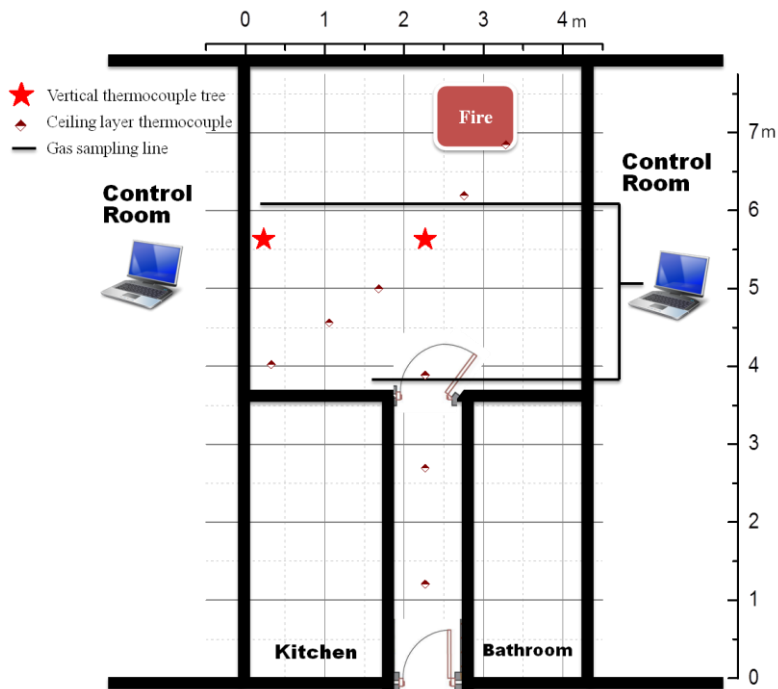 0 1 2 3 4 m
Vertical thermocouple tree
Ceiling layer thermocouple
Gas sampling line
Fire
7 m
Control
Room
Control
Room
6
5
4
3
2
1
Kitchen
Bathroom
0